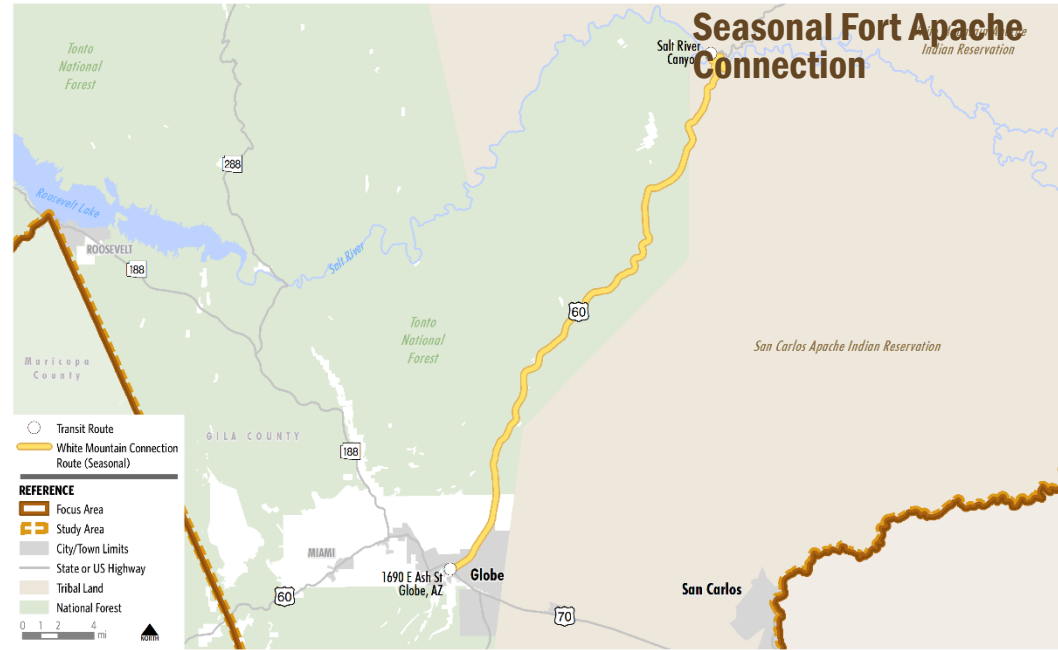 Seasonal Fort Apache
Connection
Indian Reservation
Salt River
Canyon
Tonto
National
Forest
288
Roosevelt Lake
ROOSEVELT
188
Salt River
60
Tonto
National
Forest
San Carlos Apache Indian Reservation
Maricopa
County
GILA COUNTY
188
MIAMI
1690 E Ash St
Globe, AZ
Globe
60
70
San Carlos
Transit Route
White Mountain Connection
Route (Seasonal)
REFERENCE
Focus Area
Study Area
City/Town Limits
State or US Highway
Tribal Land
National Forest
0 1 2 4
mi
NORTH